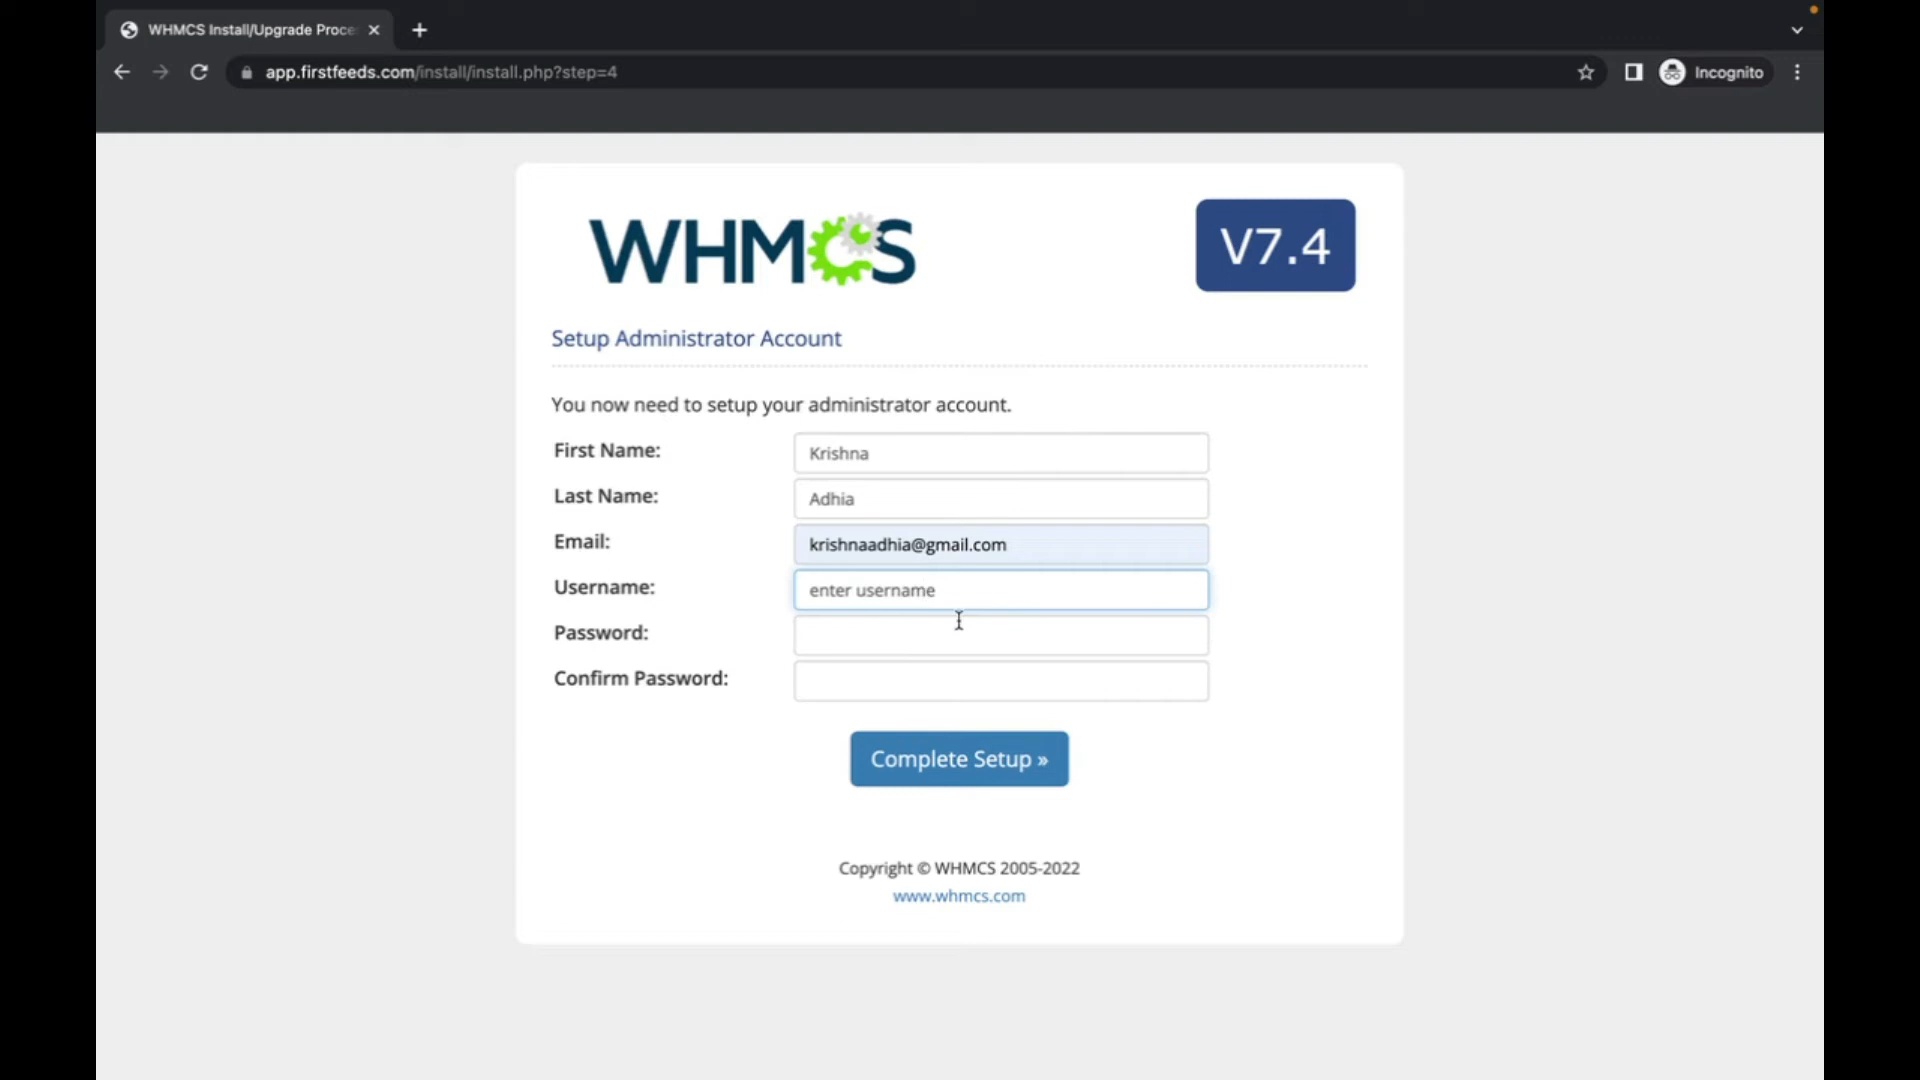 WHMCS Install/Upgrade Proce
app.firstfeeds.com/install/install.php?step=4
Incognito
WHMCS
V7.4
Setup Administrator Account
You now need to setup your administrator account.
First Name: Krishna
Last Name: Adhia
Email: krishnaadhia@gmail.com
Username: enter username
Password:
Confirm Password:
Complete Setup »
Copyright © WHMCS 2005-2022
www.whmcs.com